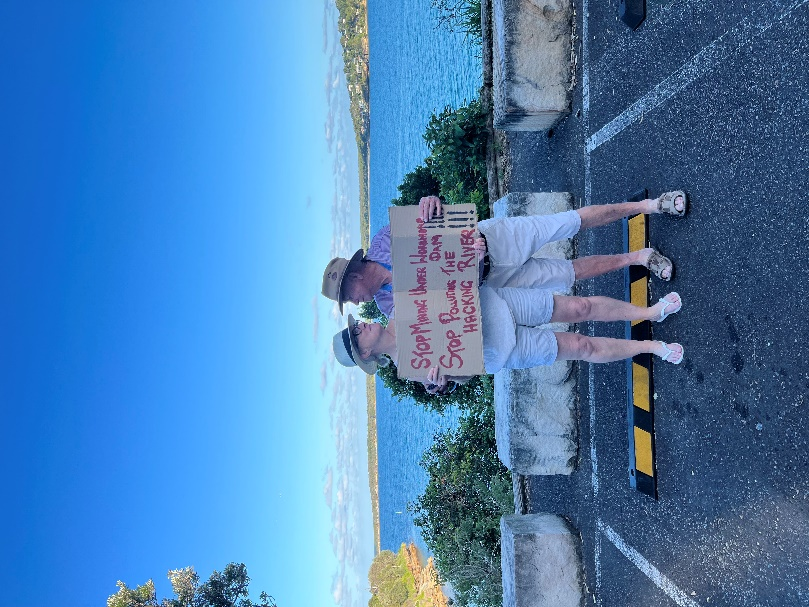 STOP MINING UNDER WORONORA
DAM !!!
STOP POLLUTING THE
HACKING RIVER!!!